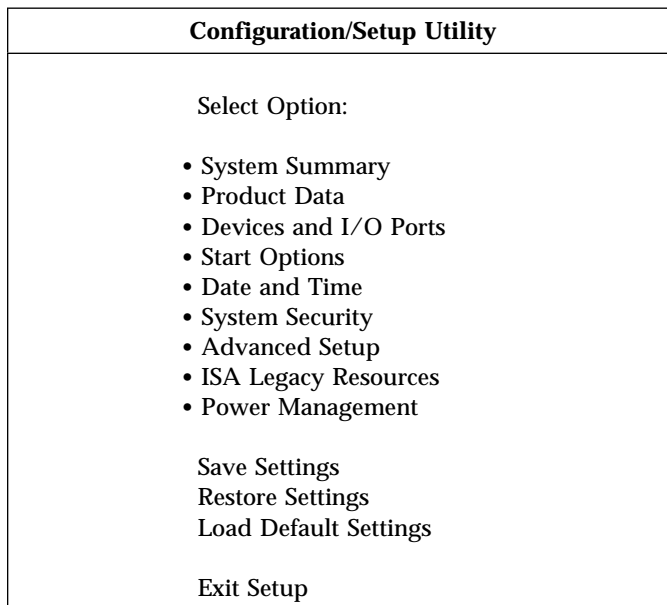 Configuration/Setup Utility
Select Option:
• System Summary
• Product Data
• Devices and I/O Ports
• Start Options
• Date and Time
• System Security
• Advanced Setup
• ISA Legacy Resources
• Power Management
Save Settings
Restore Settings
Load Default Settings
Exit Setup